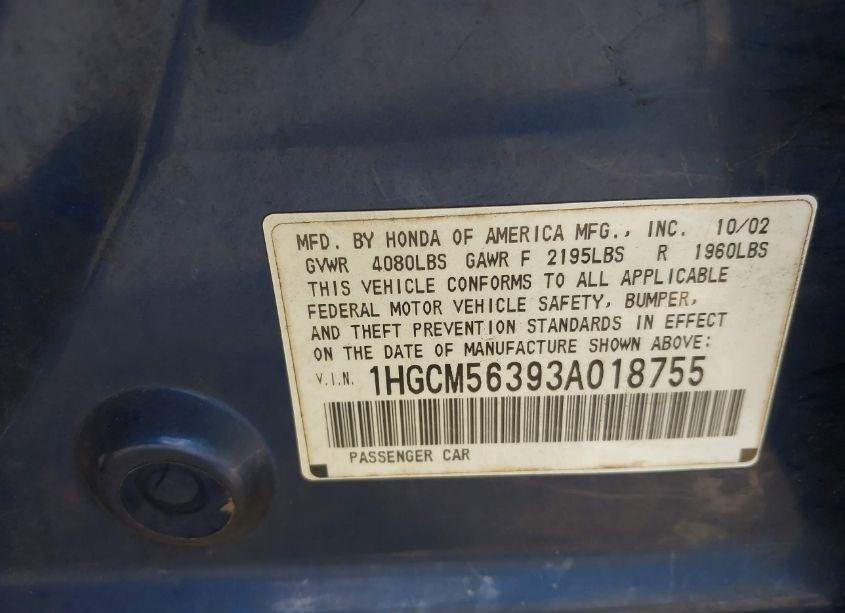 MFD. BY HONDA OF AMERICA MFG., INC. 10/02
GVWR 4080LBS GAWR F 2195LBS R 1960LBS
THIS VEHICLE CONFORMS TO ALL APPLICABLE
FEDERAL MOTOR VEHICLE SAFETY, BUMPER,
AND THEFT PREVENTION STANDARDS IN EFFECT
ON THE DATE OF MANUFACTURE SHOWN ABOVE:
V.I.N. 1HGCM56393A018755
PASSENGER CAR